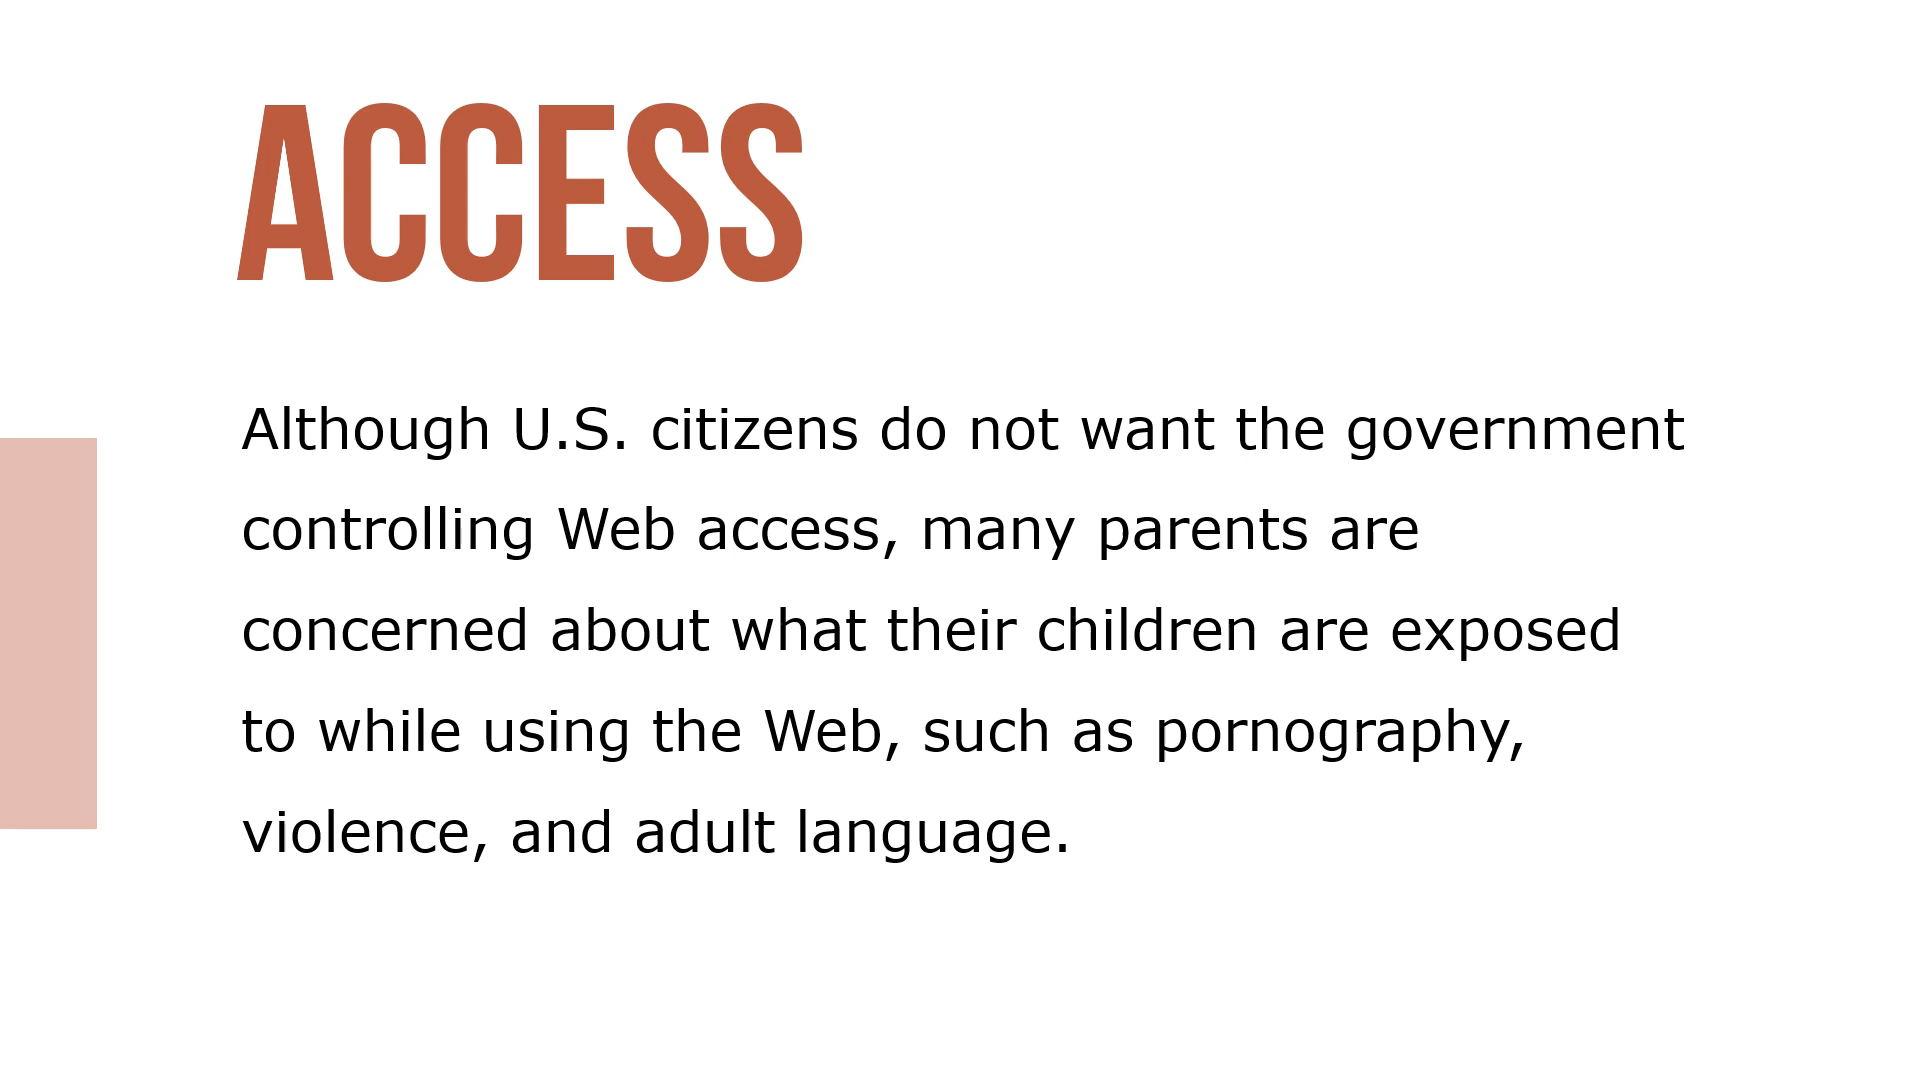 ACCESS
Although U.S. citizens do not want the government
controlling Web access, many parents are
concerned about what their children are exposed
to while using the Web, such as pornography,
violence, and adult language.